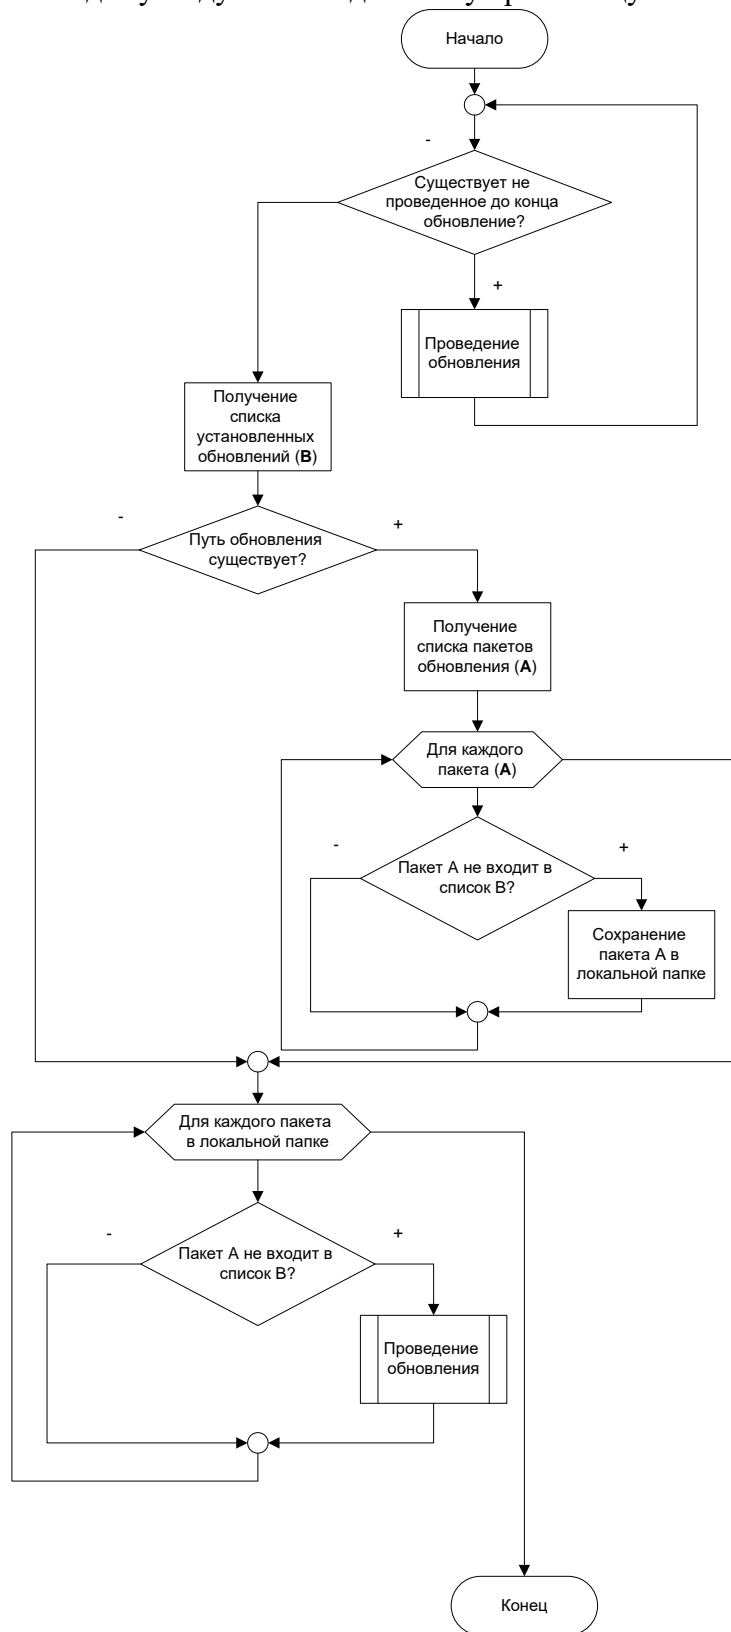 Начало
-
Существует не
проведенное до конца
обновление?
+
Проведение
обновления
Получение
списка
установленных
обновлений (В)
-
Путь обновления
существует?
+
Получение
списка пакетов
обновления (А)
Для каждого
пакета (А)
-
Пакет А не входит в
список В?
+
Сохранение
пакета А в
локальной папке
Для каждого пакета
в локальной папке
-
Пакет А не входит в
список В?
+
Проведение
обновления
Конец